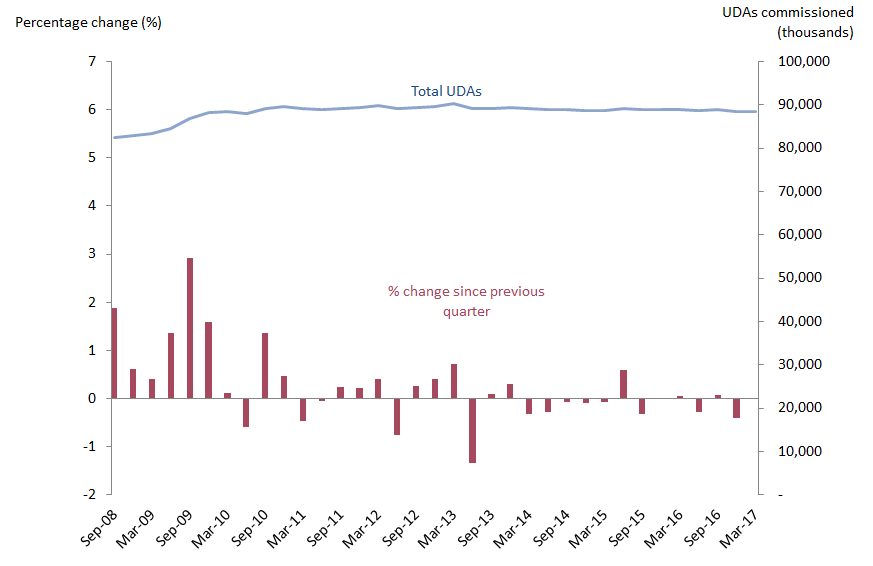 Percentage change (%)
UDAs commissioned
(thousands)
7
6
5
4
3
2
1
0
-1
-2
Total UDAs
% change since previous
quarter
100,000
90,000
80,000
70,000
60,000
50,000
40,000
30,000
20,000
10,000
-
Sep-08
Mar-09
Sep-09
Mar-10
Sep-10
Mar-11
Sep-11
Mar-12
Sep-12
Mar-13
Sep-13
Mar-14
Sep-14
Mar-15
Sep-15
Mar-16
Sep-16
Mar-17